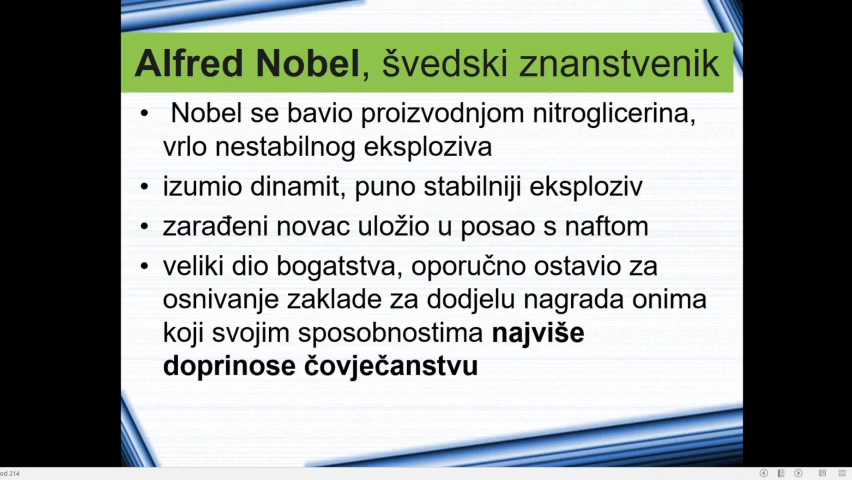 Alfred Nobel, švedski znanstvenik
• Nobel se bavio proizvodnjom nitroglicerina,
vrlo nestabilnog eksploziva
• izumio dinamit, puno stabilniji eksploziv
• zarađeni novac uložio u posao s naftom
• veliki dio bogatstva, oporučno ostavio za
osnivanje zaklade za dodjelu nagrada onima
koji svojim sposobnostima najviše
doprinose čovječanstvu
od 214